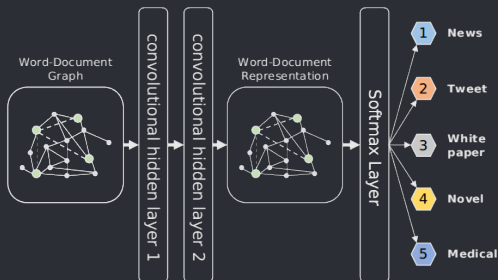 Word-Document
Graph
convolutional hidden layer 1
convolutional hidden layer 2
Word-Document
Representation
Softmax Layer
1 News
2 Tweet
3 White
paper
4 Novel
5 Medical